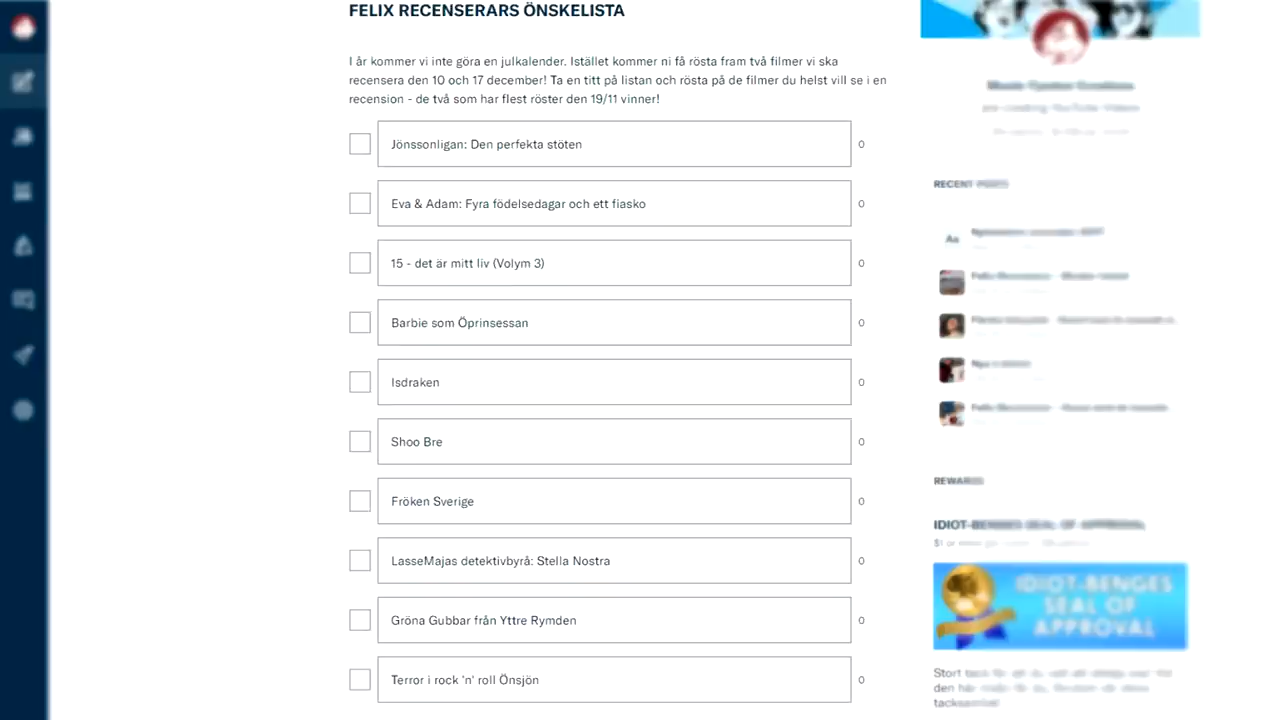 FELIX RECENSERARS ÖNSKELISTA
I år kommer vi inte göra en julkalender. Istället kommer ni få rösta fram två filmer vi ska
recensera den 10 och 17 december! Ta en titt på listan och rösta på de filmer du helst vill se i en
recension - de två som har flest röster den 19/11 vinner!
Jönssonligan: Den perfekta stöten 0
Eva & Adam: Fyra födelsedagar och ett fiasko 0
15 - det är mitt liv (Volym 3) 0
Barbie som Öprinsessan 0
Isdraken 0
Shoo Bre 0
Fröken Sverige 0
LasseMajas detektivbyrå: Stella Nostra 0
Gröna Gubbar från Yttre Rymden 0
Terror i rock 'n' roll Önsjön 0
RECENT POSTS
Aa
REWARDS
IDIOT-BENGES SEAL OF APPROVAL
IDIOT-BENGES
SEAL OF
APPROVAL
Stort tack
den här